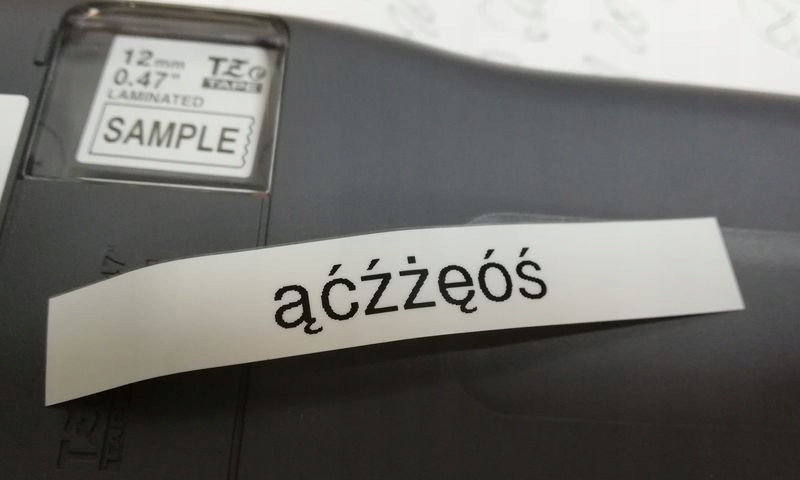 12mm
0.47"
LAMINATED
TZe
TAPE
SAMPLE
ąćźżęóś